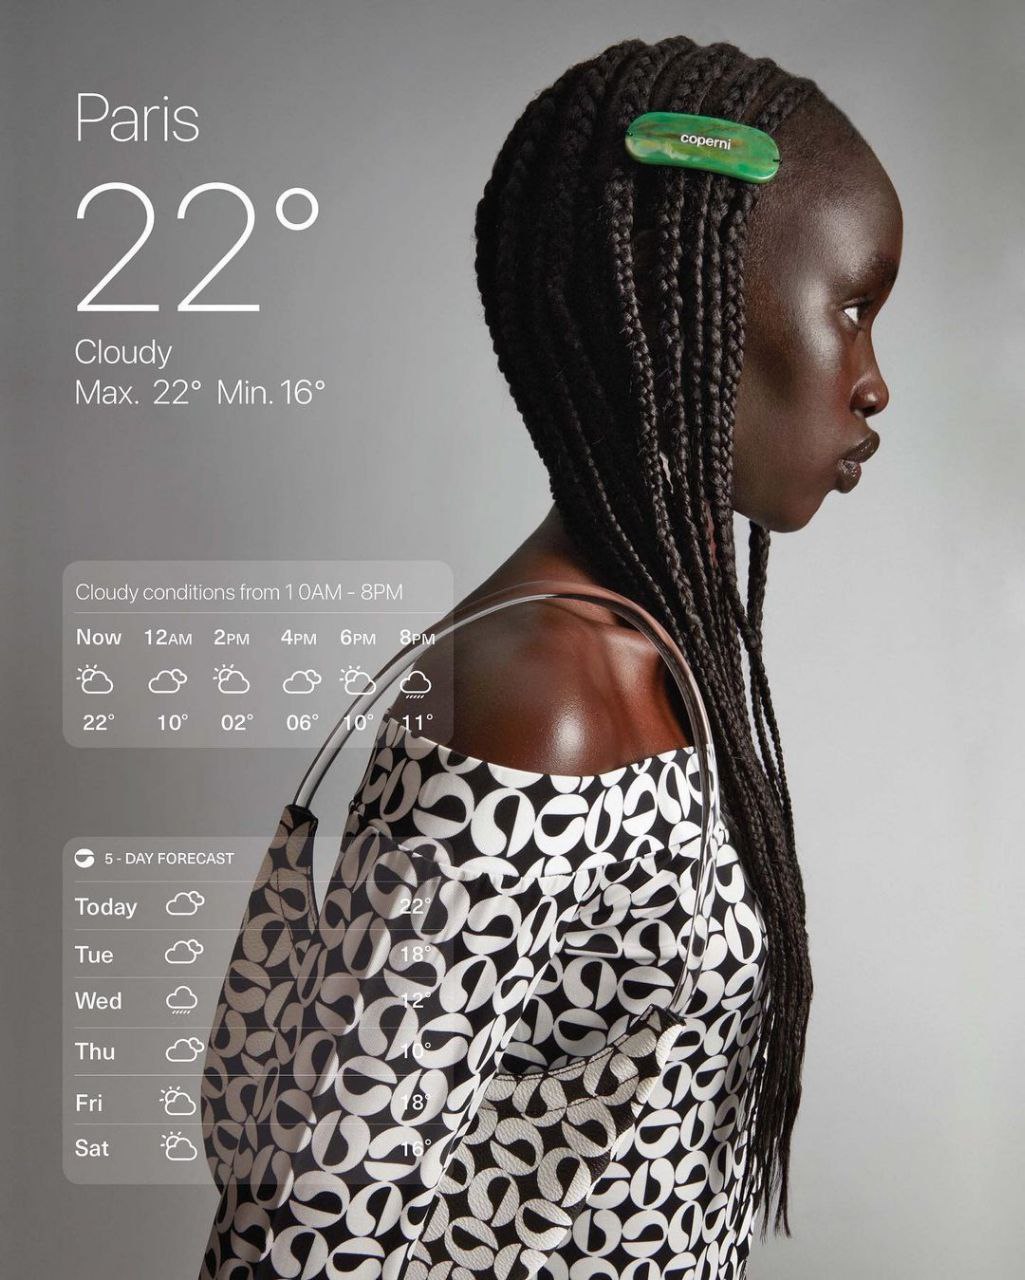 coperni
Paris
22°
Cloudy
Max. 22° Min. 16°
Cloudy conditions from 1 0AM - 8PM
Now 12AM 2PM 4PM 6PM 8PM
22° 10° 02° 06° 10° 11°
5 - DAY FORECAST
Today 22°
Tue 18°
Wed 12°
Thu 10°
Fri 18°
Sat 16°